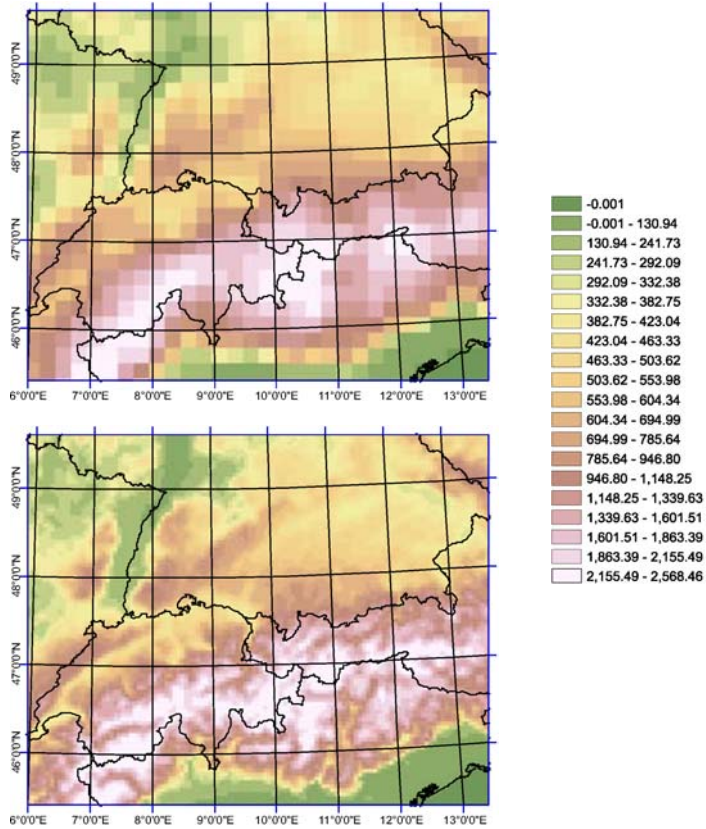 49°0'0"N
48°0'0"N
47°0'0"N
46°0'0"N
6°0'0"E 7°0'0"E 8°0'0"E 9°0'0"E 10°0'0"E 11°0'0"E 12°0'0"E 13°0'0"E
-0.001
-0.001 - 130.94
130.94 - 241.73
241.73 - 292.09
292.09 - 332.38
332.38 - 382.75
382.75 - 423.04
423.04 - 463.33
463.33 - 503.62
503.62 - 553.98
553.98 - 604.34
604.34 - 694.99
694.99 - 785.64
785.64 - 946.80
946.80 - 1,148.25
1,148.25 - 1,339.63
1,339.63 - 1,601.51
1,601.51 - 1,863.39
1,863.39 - 2,155.49
2,155.49 - 2,568.46
49°0'0"N
48°0'0"N
47°0'0"N
46°0'0"N
6°0'0"E 7°0'0"E 8°0'0"E 9°0'0"E 10°0'0"E 11°0'0"E 12°0'0"E 13°0'0"E